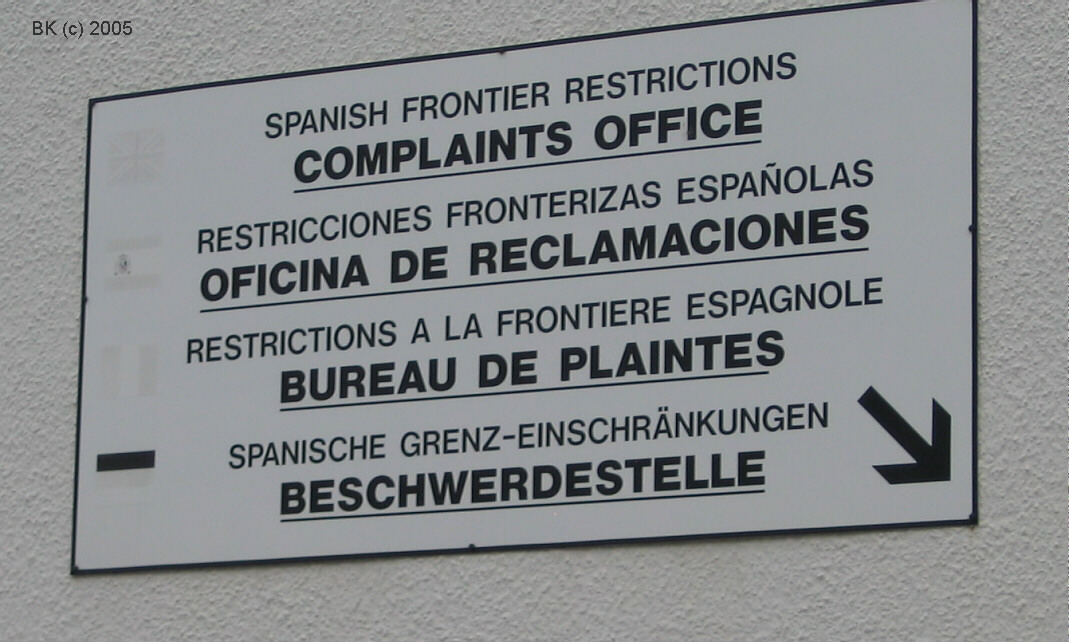 BK (c) 2005
SPANISH FRONTIER RESTRICTIONS
COMPLAINTS OFFICE
RESTRICCIONES FRONTERIZAS ESPAÑOLAS
OFICINA DE RECLAMACIONES
RESTRICTIONS A LA FRONTIERE ESPAGNOLE
BUREAU DE PLAINTES
SPANISCHE GRENZ-EINSCHRÄNKUNGEN
BESCHWERDESTELLE